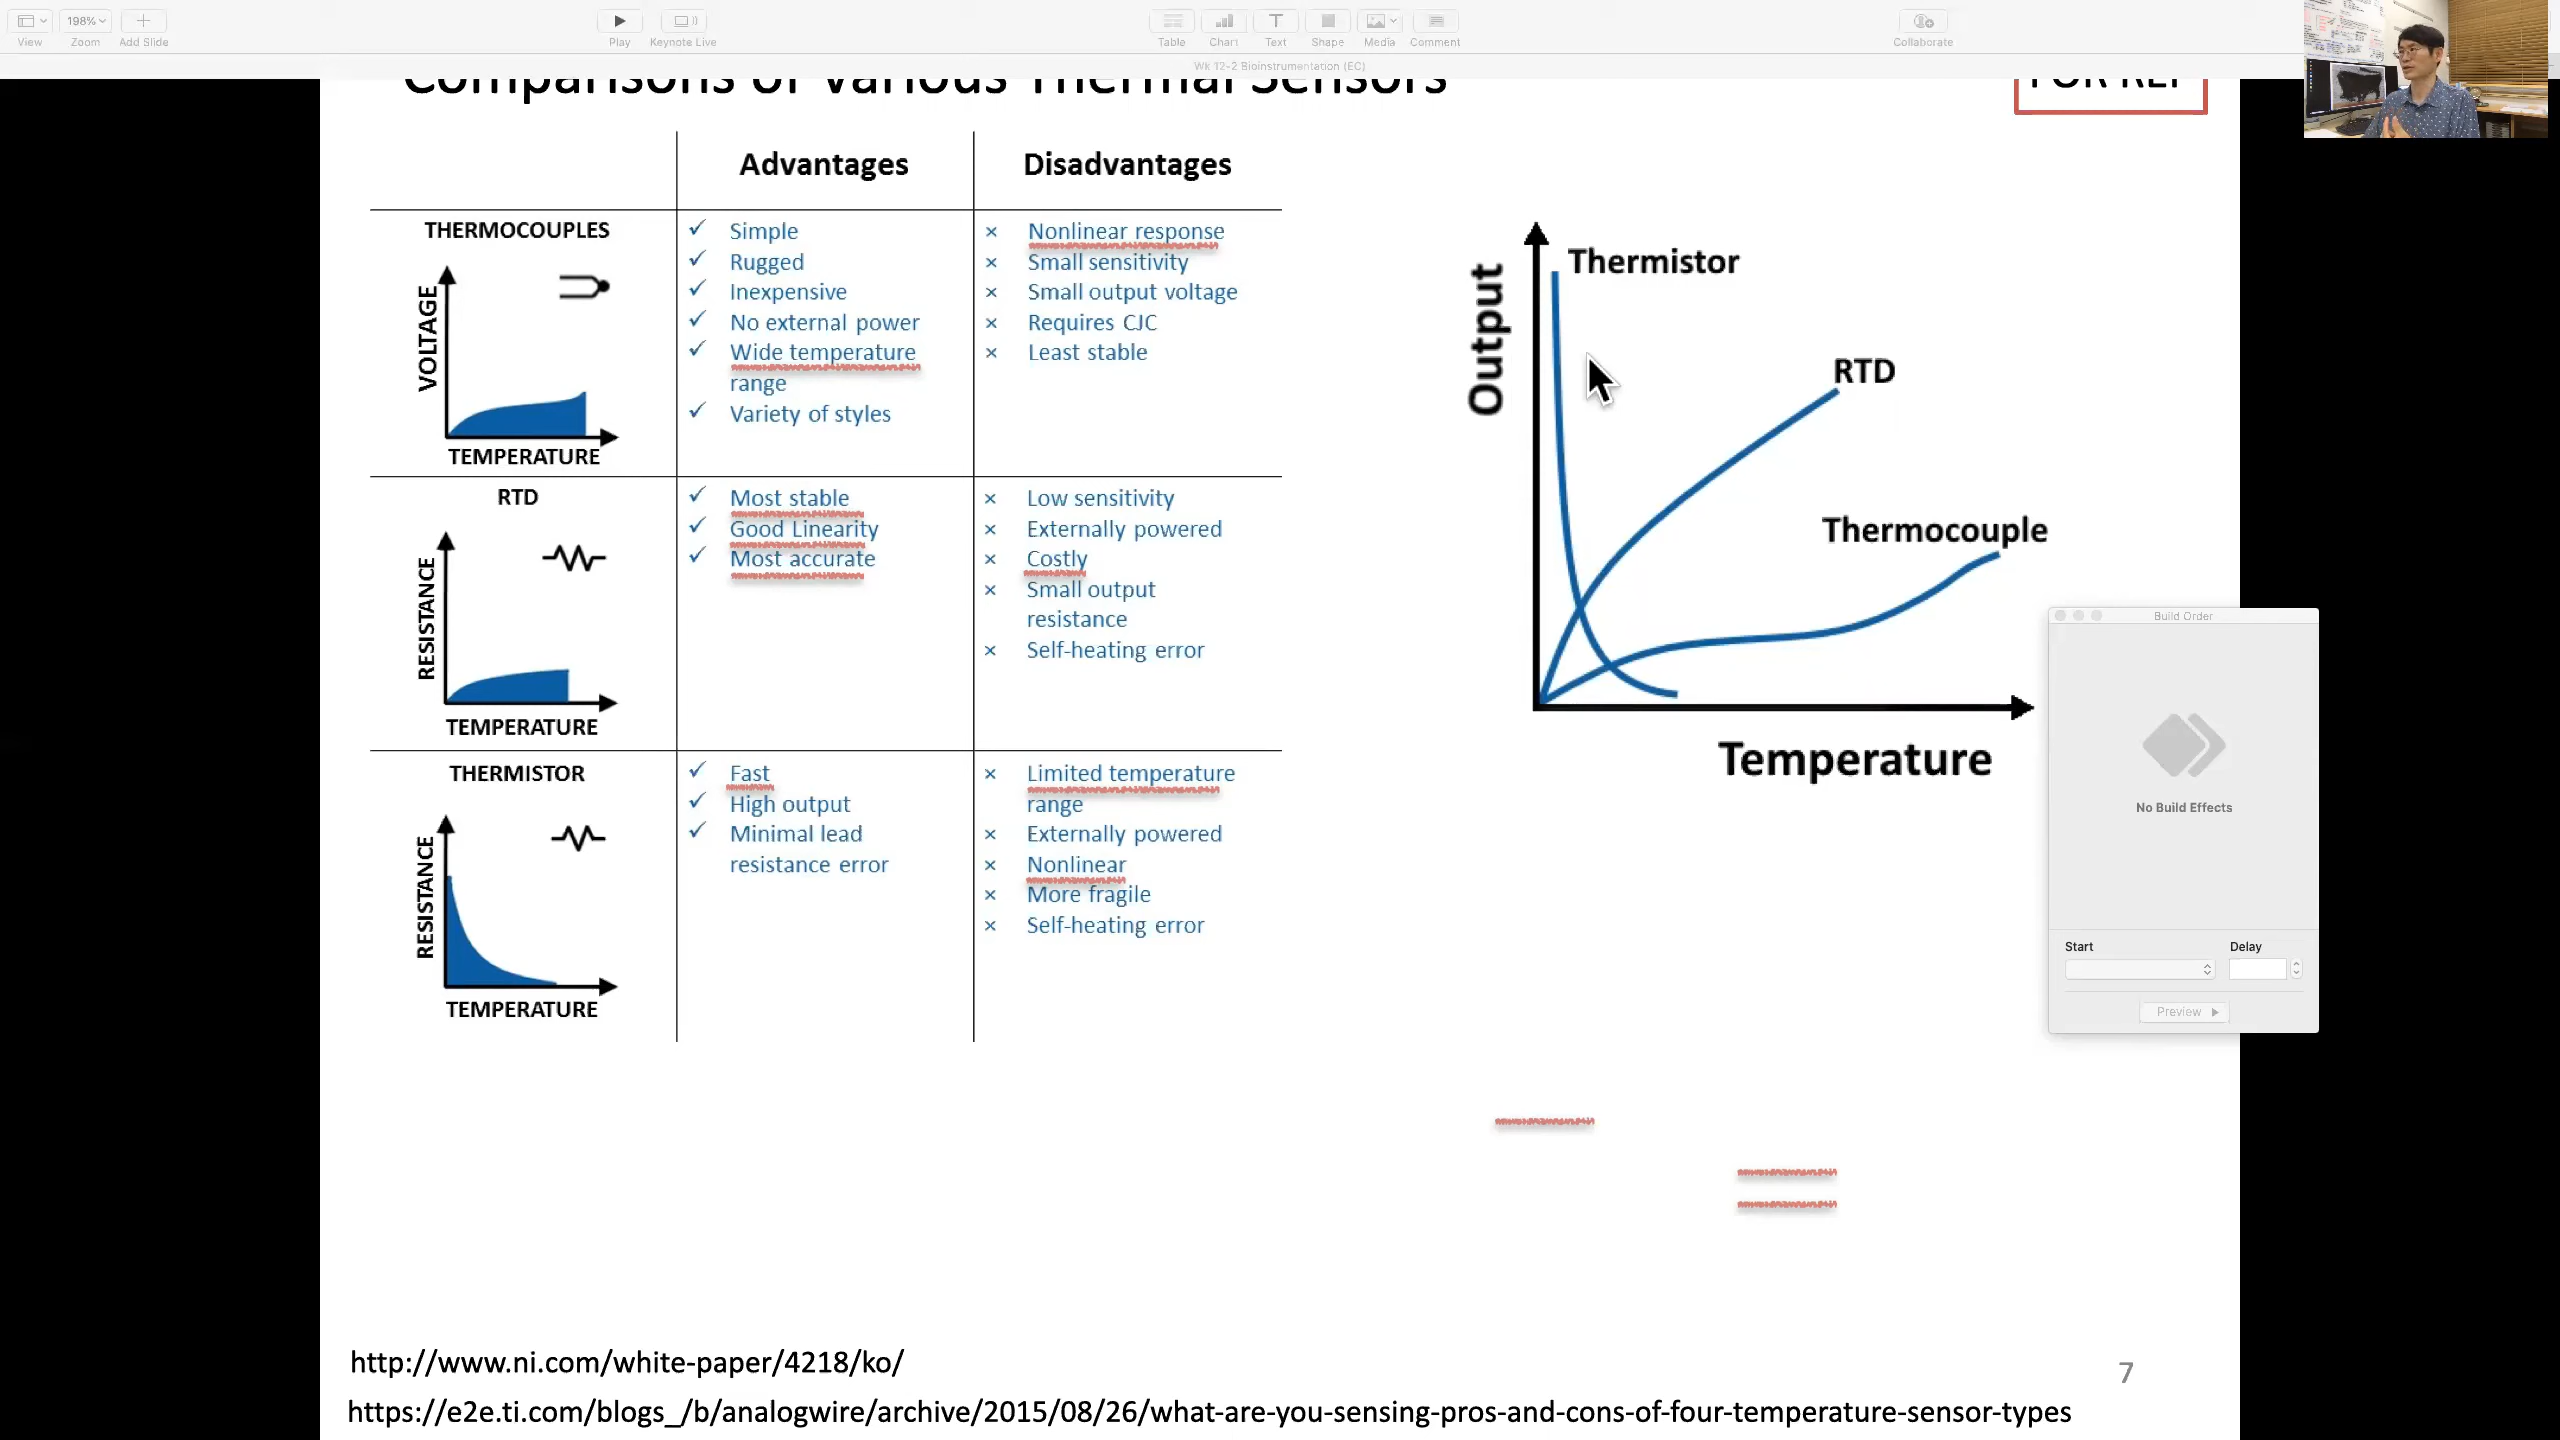 198%
View
Zoom
Add Slide
Play
Keynote Live
Table
Chart
Text
Shape
Media
Comment
Collaborate
Wk 12-2 Bioinstrumentation (EC)
Comparisons of Various Thermal Sensors
FOR REF
Advantages
Disadvantages
THERMOCOUPLES
VOLTAGE
TEMPERATURE
✓ Simple
✓ Rugged
✓ Inexpensive
✓ No external power
✓ Wide temperature
range
✓ Variety of styles
× Nonlinear response
× Small sensitivity
× Small output voltage
× Requires CJC
× Least stable
RTD
RESISTANCE
TEMPERATURE
✓ Most stable
✓ Good Linearity
✓ Most accurate
× Low sensitivity
× Externally powered
× Costly
× Small output
resistance
× Self-heating error
THERMISTOR
RESISTANCE
TEMPERATURE
✓ Fast
✓ High output
✓ Minimal lead
resistance error
× Limited temperature
range
× Externally powered
× Nonlinear
× More fragile
× Self-heating error
Output
Thermistor
RTD
Thermocouple
Temperature
Build Order
No Build Effects
Start
Delay
Preview
http://www.ni.com/white-paper/4218/ko/
7
https://e2e.ti.com/blogs_/b/analogwire/archive/2015/08/26/what-are-you-sensing-pros-and-cons-of-four-temperature-sensor-types